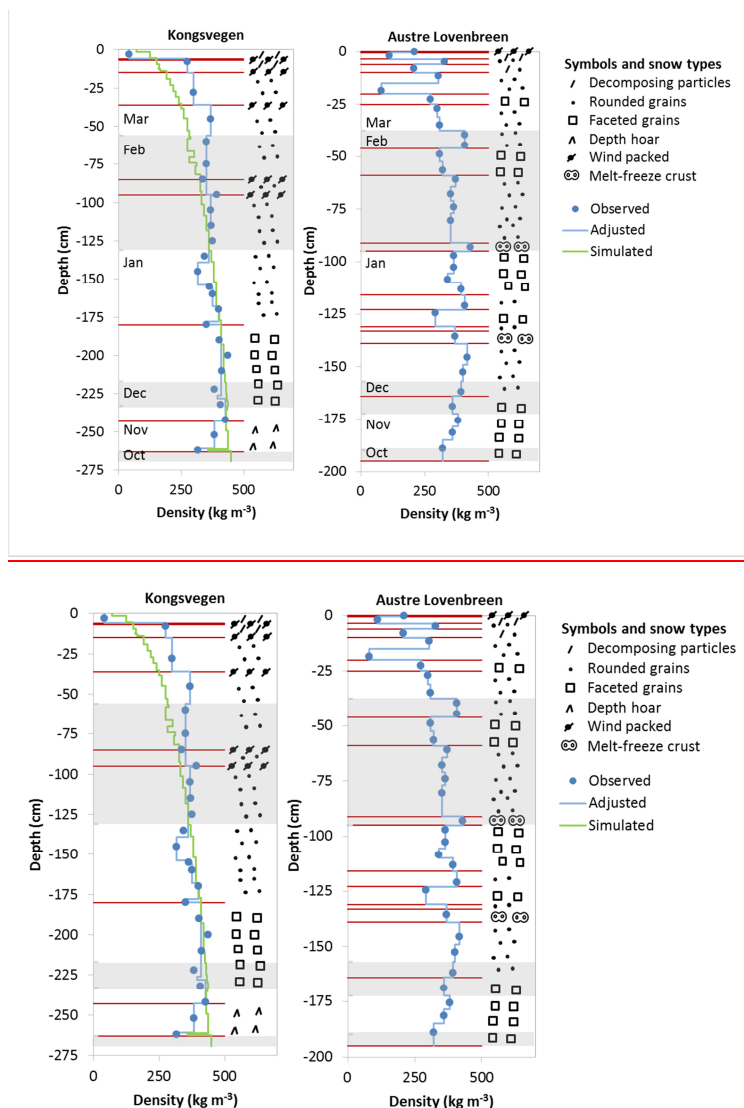 Kongsvegen
Austre Lovenbreen
Depth (cm)
0
-25
-50
-75
-100
-125
-150
-175
-200
-225
-250
-275
Mar
Feb
Jan
Dec
Nov
Oct
0 250 500
Density (kg m⁻³)
Depth (cm)
0
-25
-50
-75
-100
-125
-150
-175
-200
Mar
Feb
Jan
Dec
Nov
Oct
0 250 500
Density (kg m⁻³)
Symbols and snow types
Decomposing particles
Rounded grains
Faceted grains
Depth hoar
Wind packed
Melt-freeze crust
Observed
Adjusted
Simulated
Kongsvegen
Austre Lovenbreen
Depth (cm)
0
-25
-50
-75
-100
-125
-150
-175
-200
-225
-250
-275
0 250 500
Density (kg m⁻³)
Depth (cm)
0
-25
-50
-75
-100
-125
-150
-175
-200
0 250 500
Density (kg m⁻³)
Symbols and snow types
Decomposing particles
Rounded grains
Faceted grains
Depth hoar
Wind packed
Melt-freeze crust
Observed
Adjusted
Simulated